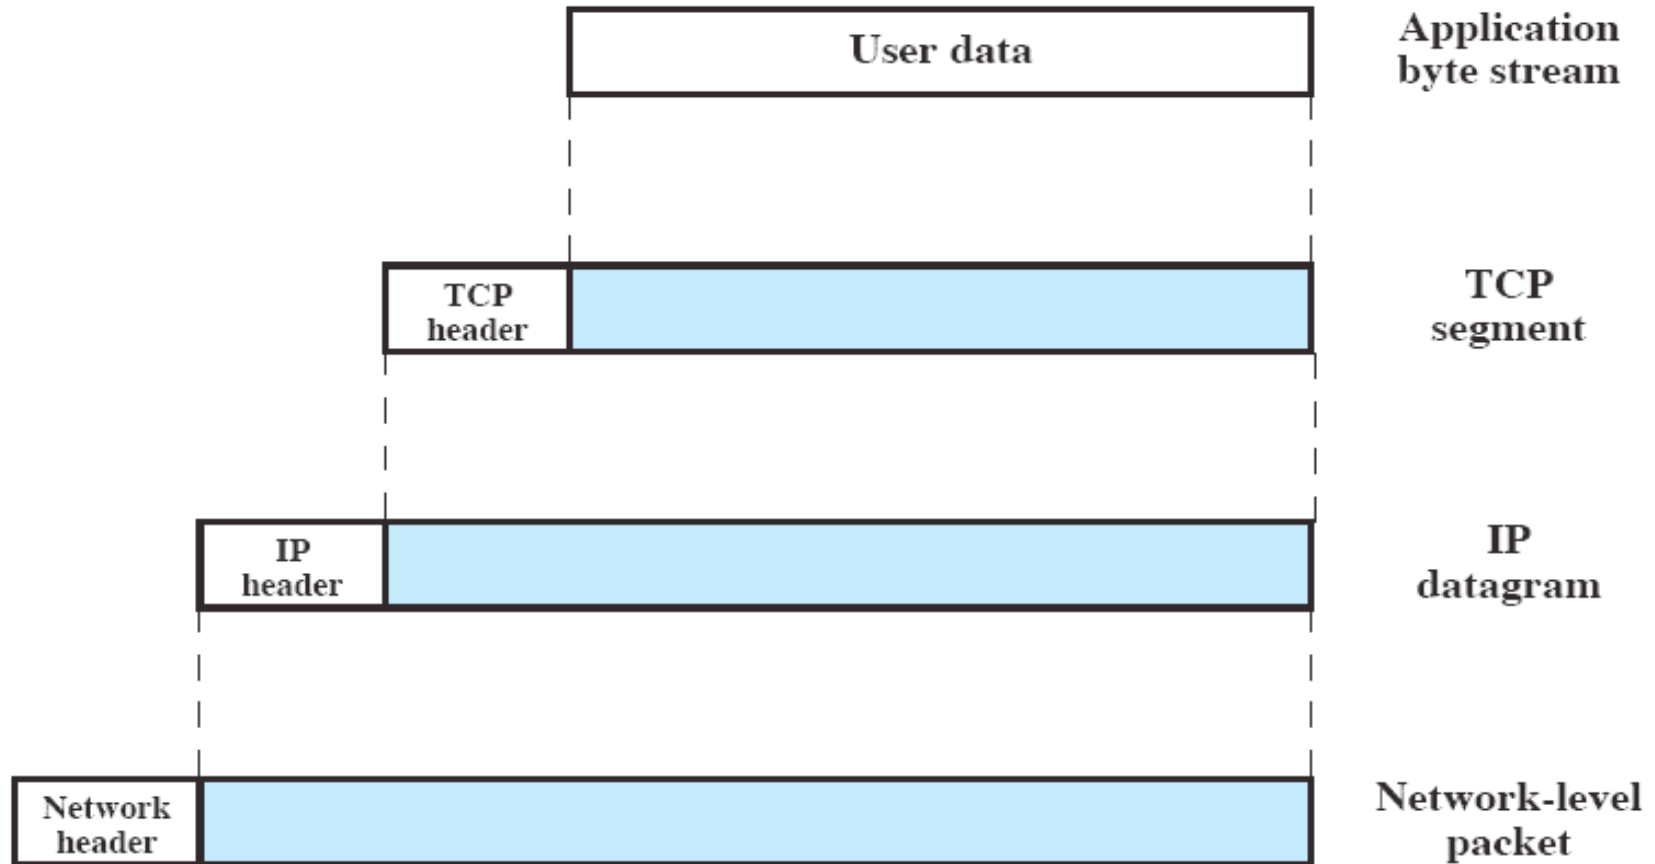 User data
Application
byte stream
TCP
header
TCP
segment
IP
header
IP
datagram
Network
header
Network-level
packet